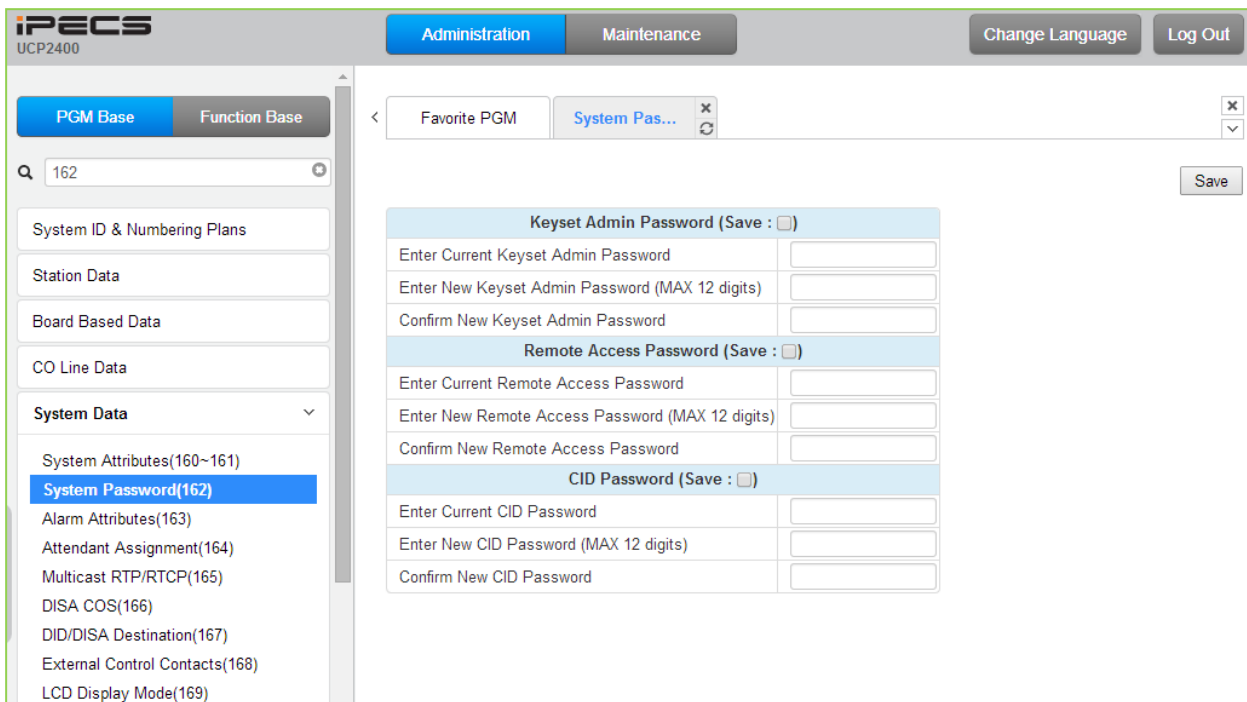 iPECS
UCP2400
Administration
Maintenance
Change Language
Log Out
PGM Base
Function Base
162
System ID & Numbering Plans
Station Data
Board Based Data
CO Line Data
System Data
System Attributes(160~161)
System Password(162)
Alarm Attributes(163)
Attendant Assignment(164)
Multicast RTP/RTCP(165)
DISA COS(166)
DID/DISA Destination(167)
External Control Contacts(168)
LCD Display Mode(169)
Favorite PGM
System Pas...
Save
Keyset Admin Password (Save : )
Enter Current Keyset Admin Password
Enter New Keyset Admin Password (MAX 12 digits)
Confirm New Keyset Admin Password
Remote Access Password (Save : )
Enter Current Remote Access Password
Enter New Remote Access Password (MAX 12 digits)
Confirm New Remote Access Password
CID Password (Save : )
Enter Current CID Password
Enter New CID Password (MAX 12 digits)
Confirm New CID Password